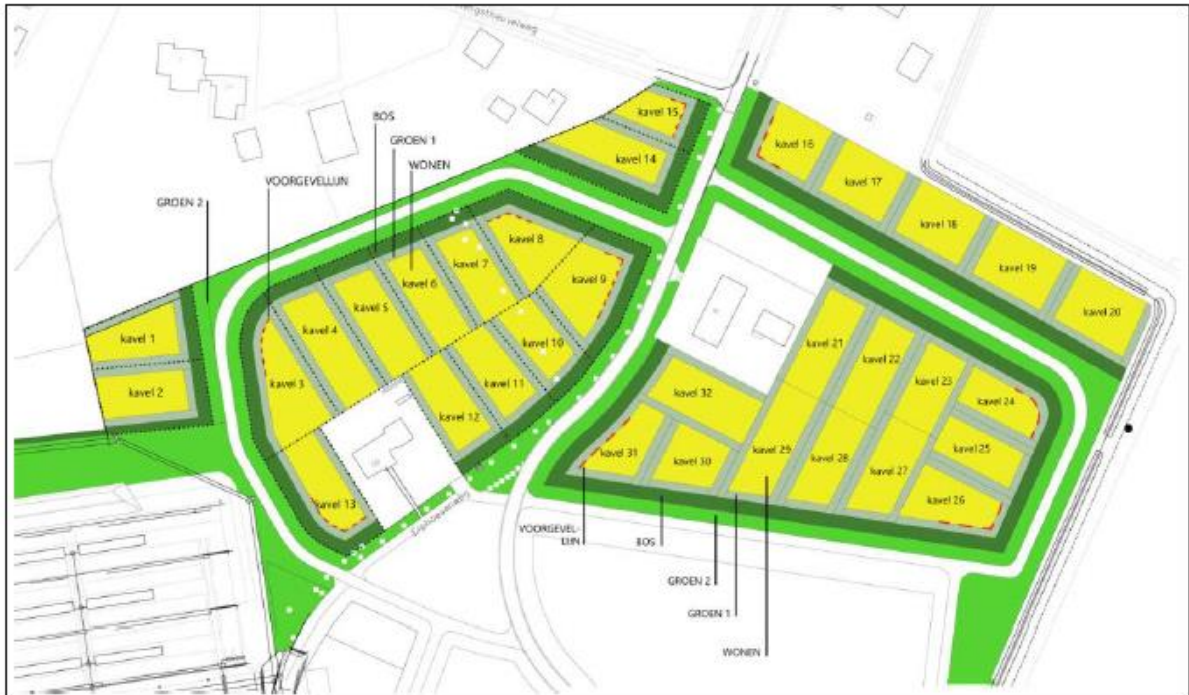 kavel 15
BOS
kavel 16
GROEN 1
kavel 14
WONEN
kavel 17
VOORGEVELLIJN
GROEN 2
kavel 18
kavel 8
kavel 7
kavel 19
kavel 9
kavel 6
kavel 5
kavel 20
kavel 4
kavel 1
kavel 10
kavel 21
kavel 22
kavel 3
kavel 11
kavel 23
kavel 2
kavel 32
kavel 24
kavel 12
kavel 29
kavel 25
kavel 31
kavel 30
kavel 28
kavel 27
kavel 26
kavel 13
VOORGEVEL-
LIJN
BOS
GROEN 2
GROEN 1
WONEN